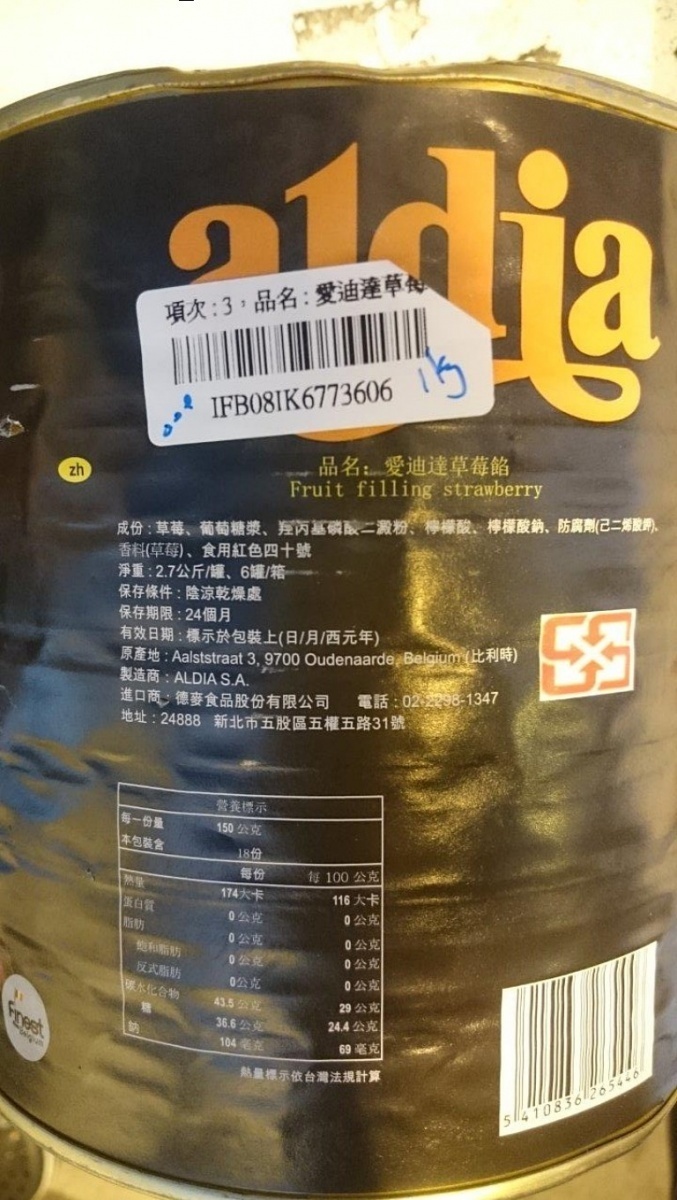 aldia
項次:3,品名:愛迪達草莓
IFB08IK6773606
1kg
zh
品名: 愛迪達草莓餡
Fruit filling strawberry
成份:草莓、葡萄糖漿、羥丙基磷酸二澱粉、檸檬酸、檸檬酸鈉、防腐劑(己二烯酸鉀)、
香料(草莓)、食用紅色四十號
淨重:2.7公斤/罐、6罐/箱
保存條件:陰涼乾燥處
保存期限:24個月
有效日期:標示於包裝上(日/月/西元年)
原產地:Aalststraat 3, 9700 Oudenaarde, Belgium (比利時)
製造商:ALDIA S.A.
進口商:德麥食品股份有限公司 電話:02-2298-1347
地址:24888 新北市五股區五權五路31號
營養標示
每一份量 150 公克
本包裝含 18份
每份 每 100 公克
熱量 174大卡 116 大卡
蛋白質 0 公克 0 公克
脂肪 0 公克 0 公克
飽和脂肪 0 公克 0 公克
反式脂肪 0公克 0 公克
碳水化合物 43.5 公克 29 公克
糖 36.6 公克 24.4 公克
鈉 104 毫克 69 毫克
熱量標示依台灣法規計算
Finest
Belgium
5 410836 265446